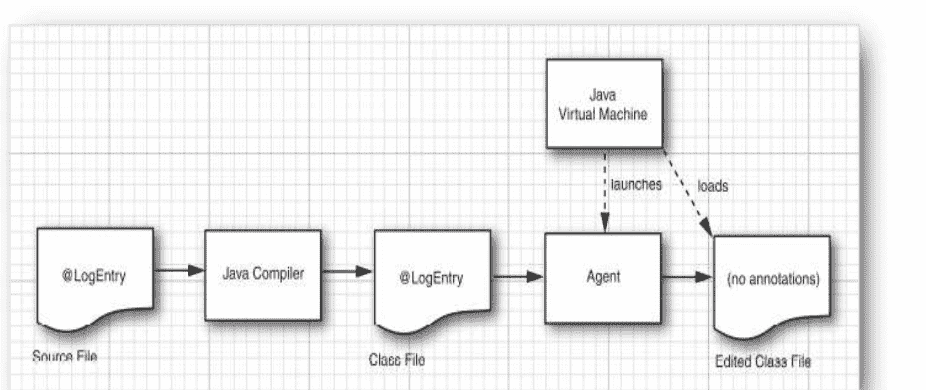 Java
Virtual Machine
launches
loads
@LogEntry
Java Compiler
@LogEntry
Agent
(no annotations)
Source File
Class File
Edited Class File